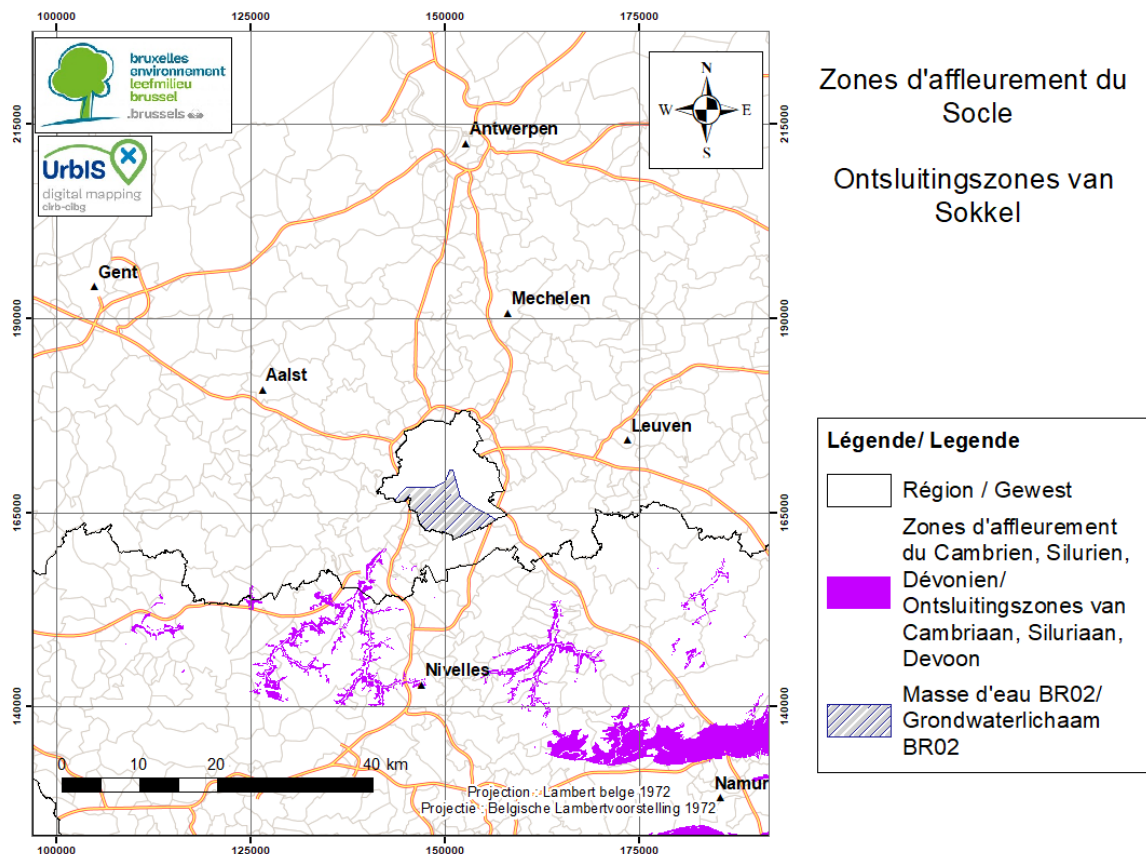 100000
125000
150000
175000
bruxelles
environnement
leefmilieu
brussel
.brussels
UrbIS
digital mapping
cirb-cibg
N
W
E
S
Zones d'affleurement du
Socle
Ontsluitingszones van
Sokkel
215000
215000
Antwerpen
Gent
Mechelen
190000
190000
Aalst
Leuven
165000
165000
Nivelles
140000
140000
0
10
20
40 km
Namur
Projection : Lambert belge 1972
Projectie : Belgische Lambertvoorstelling 1972
100000
125000
150000
175000
Légende/ Legende
Région / Gewest
Zones d'affleurement
du Cambrien, Silurien,
Dévonien/
Ontsluitingszones van
Cambriaan, Siluriaan,
Devoon
Masse d'eau BR02/
Grondwaterlichaam
BR02